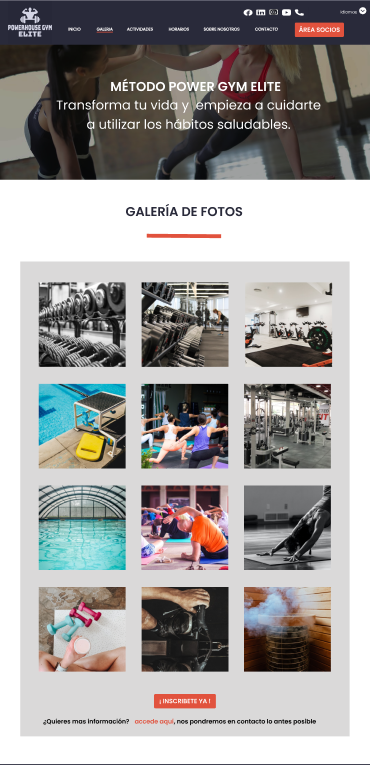 POWERHOUSE GYM
ELITE
Idiomas
INICIO GALERIA ACTIVIDADES HORARIOS SOBRE NOSOTROS CONTACTO ÁREA SOCIOS
MÉTODO POWER GYM ELITE
Transforma tu vida y empieza a cuidarte
a utilizar los hábitos saludables.
GALERÍA DE FOTOS
¡ INSCRIBETE YA !
¿Quieres mas información? accede aquí, nos pondremos en contacto lo antes posible